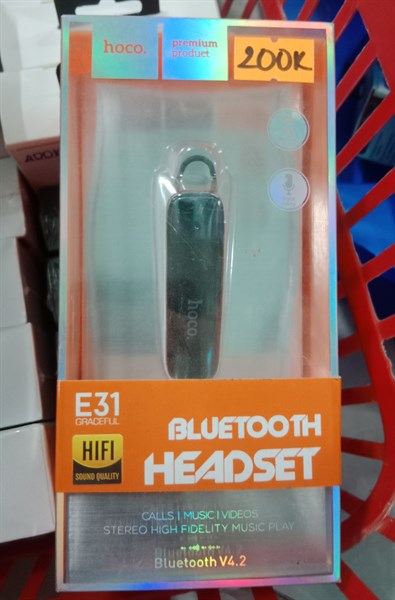 hoco.
premium
product
200K
hoco.
E31
GRACEFUL
HIFI
SOUND QUALITY
BLUETOOTH
HEADSET
CALLS | MUSIC | VIDEOS
STEREO HIGH FIDELITY MUSIC PLAY
Bluetooth V4.2